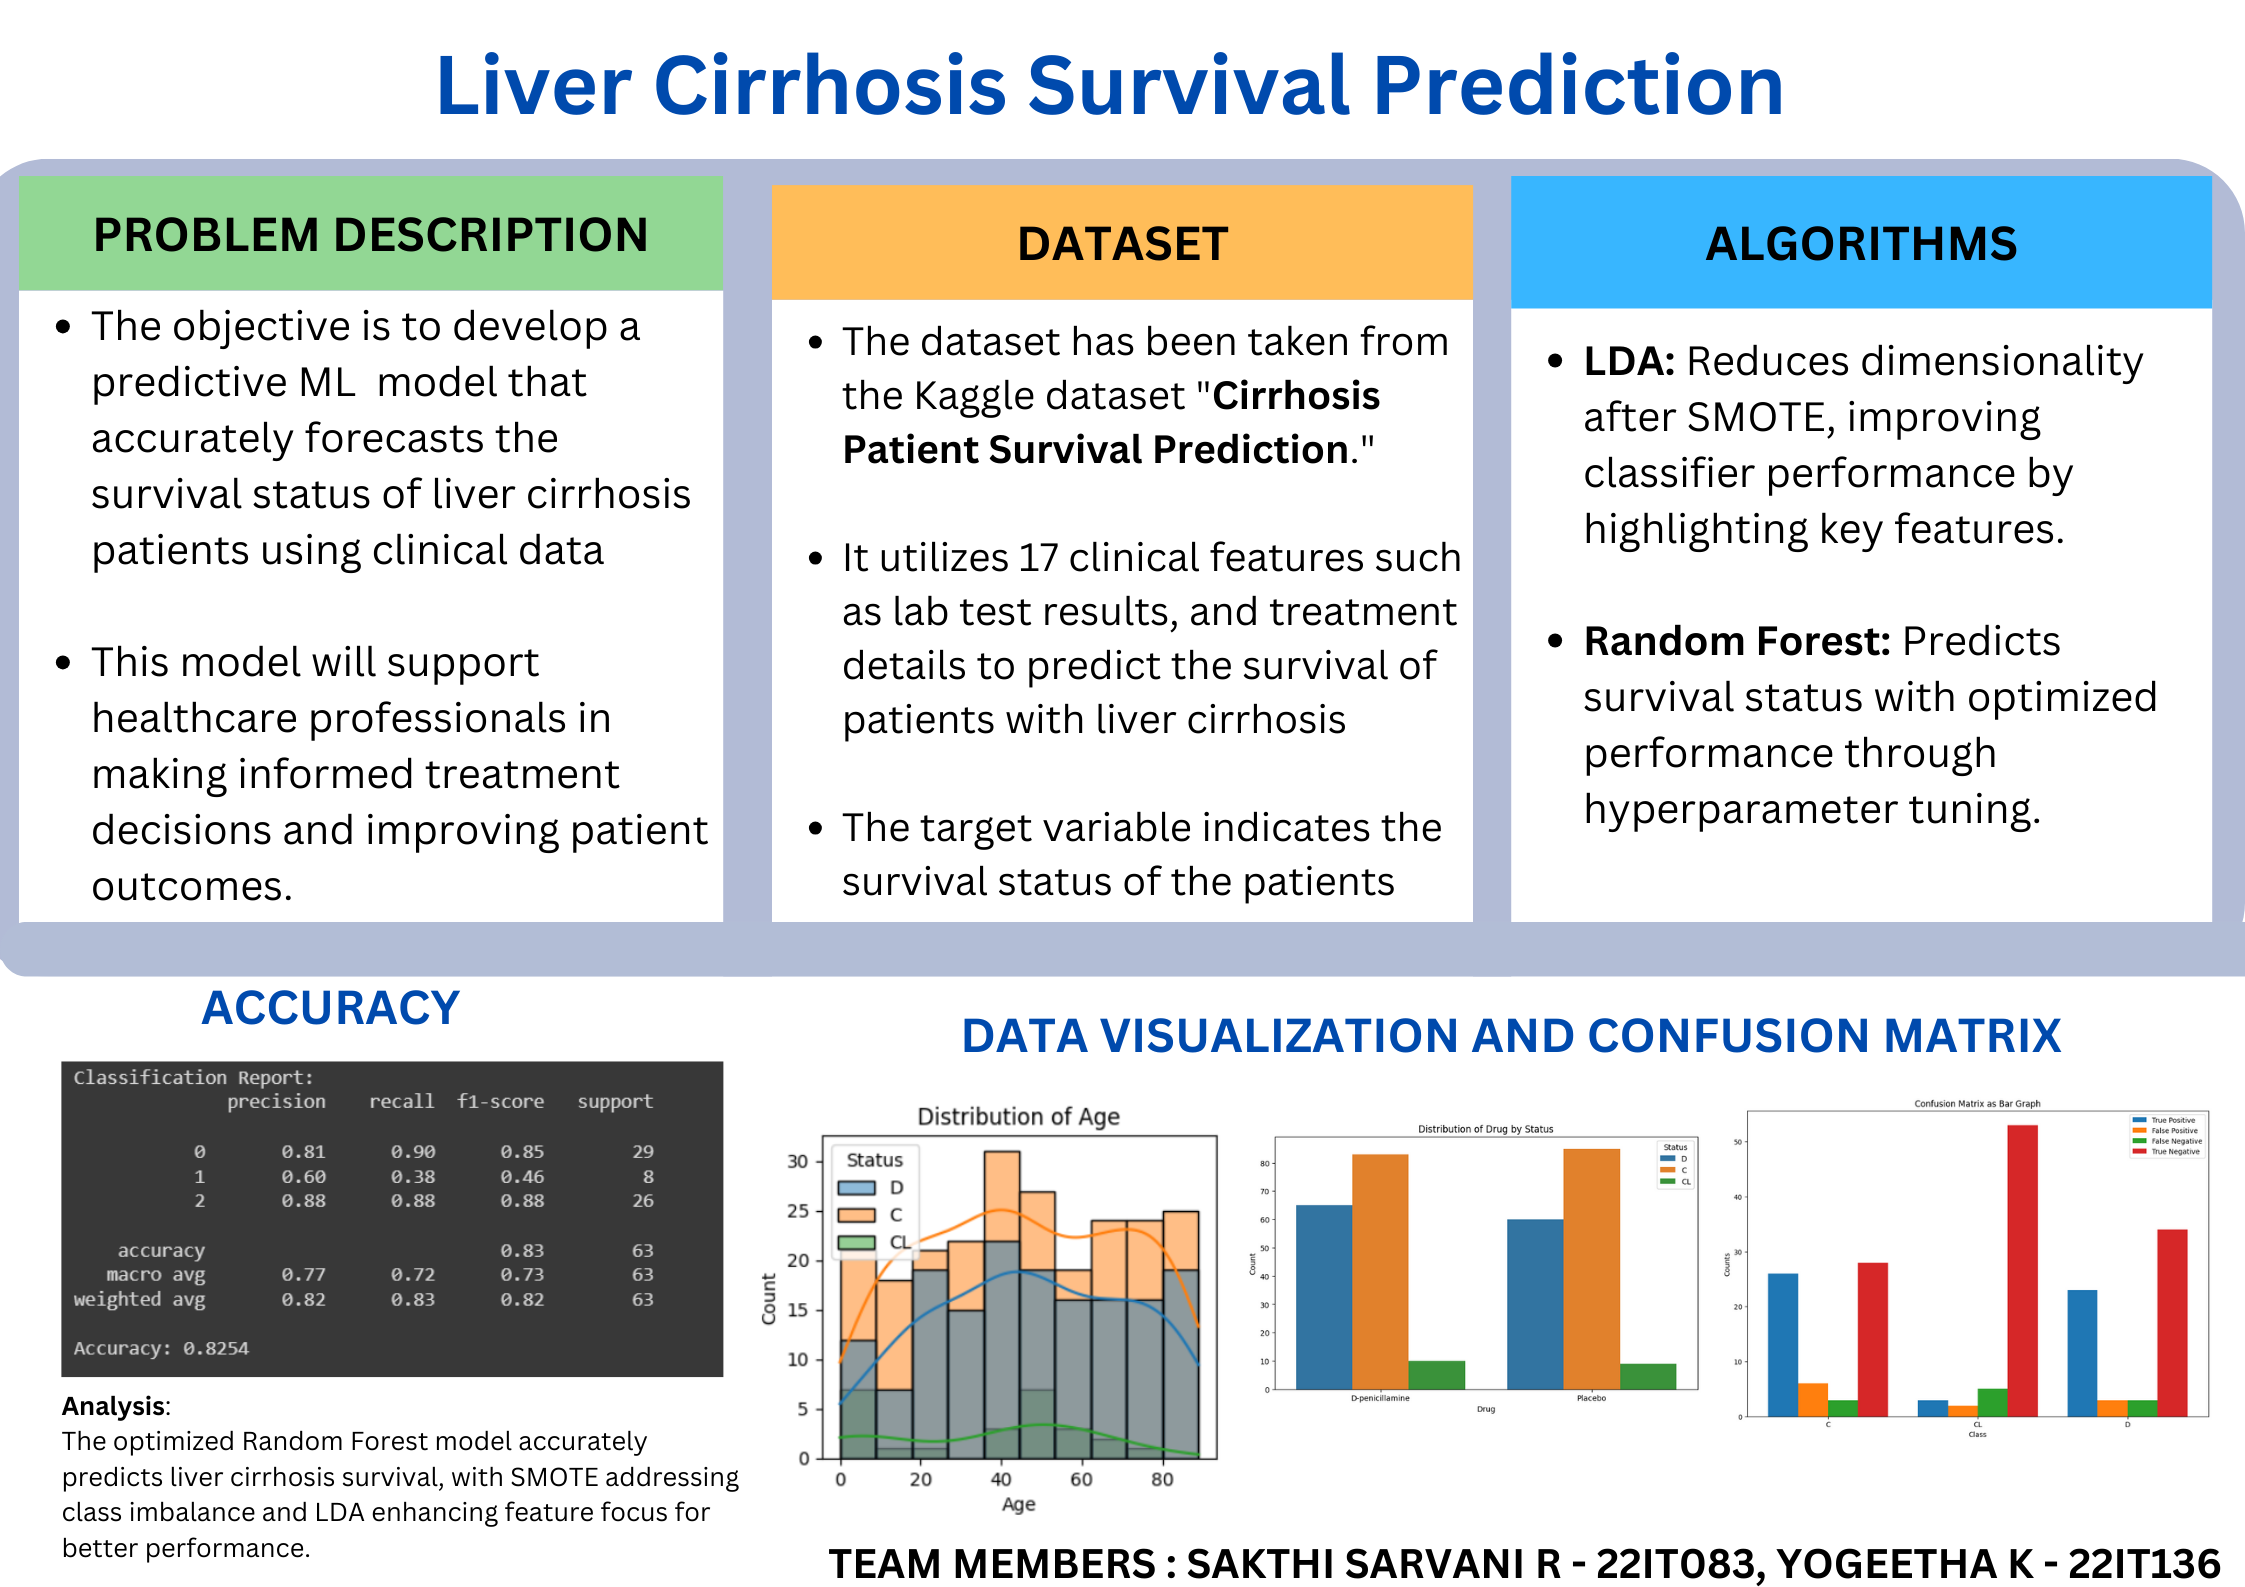 Liver Cirrhosis Survival Prediction
PROBLEM DESCRIPTION
• The objective is to develop a
predictive ML model that
accurately forecasts the
survival status of liver cirrhosis
patients using clinical data
• This model will support
healthcare professionals in
making informed treatment
decisions and improving patient
outcomes.
DATASET
• The dataset has been taken from
the Kaggle dataset "Cirrhosis
Patient Survival Prediction."
• It utilizes 17 clinical features such
as lab test results, and treatment
details to predict the survival of
patients with liver cirrhosis
• The target variable indicates the
survival status of the patients
ALGORITHMS
• LDA: Reduces dimensionality
after SMOTE, improving
classifier performance by
highlighting key features.
• Random Forest: Predicts
survival status with optimized
performance through
hyperparameter tuning.
ACCURACY
Classification Report:
precision recall f1-score support
0 0.81 0.90 0.85 29
1 0.60 0.38 0.46 8
2 0.88 0.88 0.88 26
accuracy 0.83 63
macro avg 0.77 0.72 0.73 63
weighted avg 0.82 0.83 0.82 63
Accuracy: 0.8254
Analysis:
The optimized Random Forest model accurately
predicts liver cirrhosis survival, with SMOTE addressing
class imbalance and LDA enhancing feature focus for
better performance.
DATA VISUALIZATION AND CONFUSION MATRIX
Distribution of Age
Status
D
C
CL
30
25
20
15
10
5
0
Count
0 20 40 60 80
Age
Distribution of Drug by Status
Status
D
C
CL
80
70
60
50
40
30
20
10
0
Count
D-penicillamine Placebo
Drug
Confusion Matrix as Bar Graph
True Positive
False Positive
False Negative
True Negative
50
40
30
20
10
0
Counts
C CL D
Class
TEAM MEMBERS : SAKTHI SARVANI R - 22IT083, YOGEETHA K - 22IT136